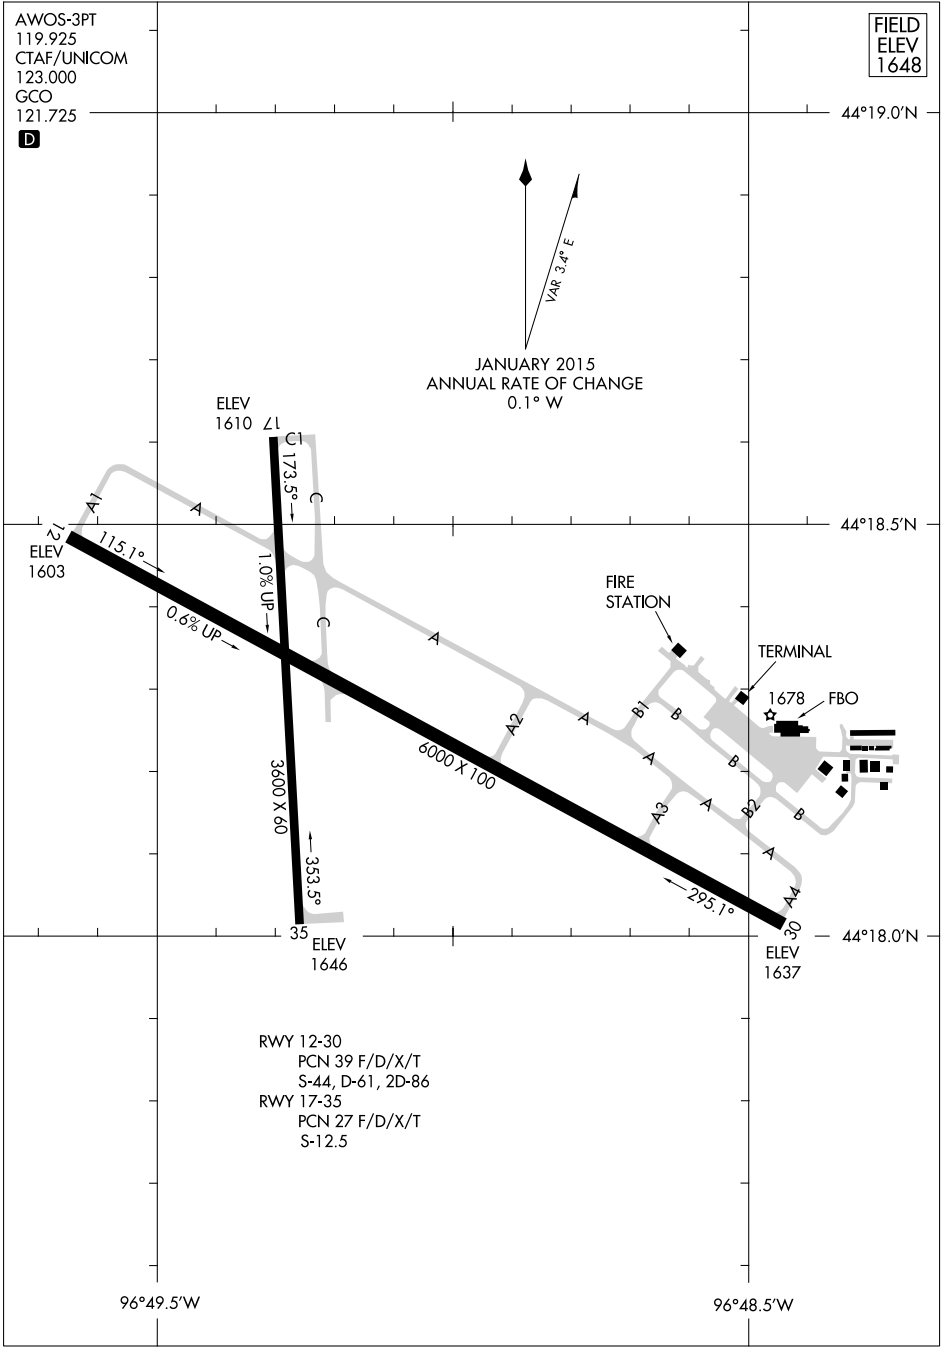 AWOS-3PT
119.925
CTAF/UNICOM
123.000
GCO
121.725
D
FIELD
ELEV
1648
44°19.0'N
VAR 3.4° E
JANUARY 2015
ANNUAL RATE OF CHANGE
0.1° W
ELEV
1610
17
C1
173.5°
C
A1
A
12
ELEV
1603
115.1°
44°18.5'N
1.0% UP
0.6% UP
C
A
FIRE
STATION
TERMINAL
1678
FBO
B1
B
A2
A
A
B
6000 X 100
3600 X 60
A3
A
B2
B
A
353.5°
295.1°
A4
35
ELEV
1646
30
ELEV
1637
44°18.0'N
RWY 12-30
PCN 39 F/D/X/T
S-44, D-61, 2D-86
RWY 17-35
PCN 27 F/D/X/T
S-12.5
96°49.5'W
96°48.5'W